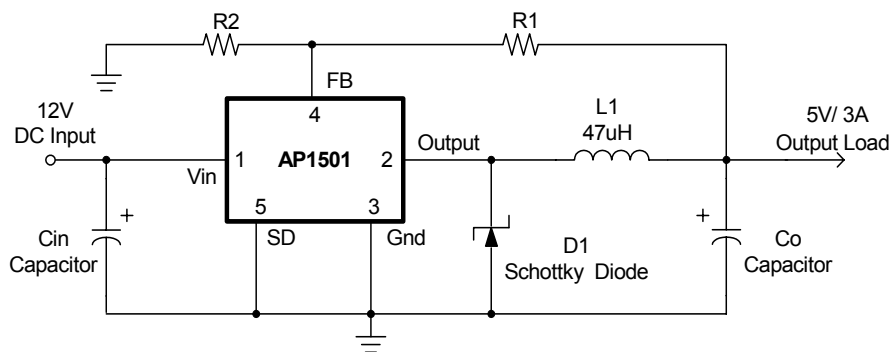 R2
R1
FB
4
12V
DC Input
L1
47uH
5V/ 3A
Output Load
Vin
1
AP1501
2
Output
5
3
SD
Gnd
+
Cin
Capacitor
D1
Schottky Diode
+
Co
Capacitor